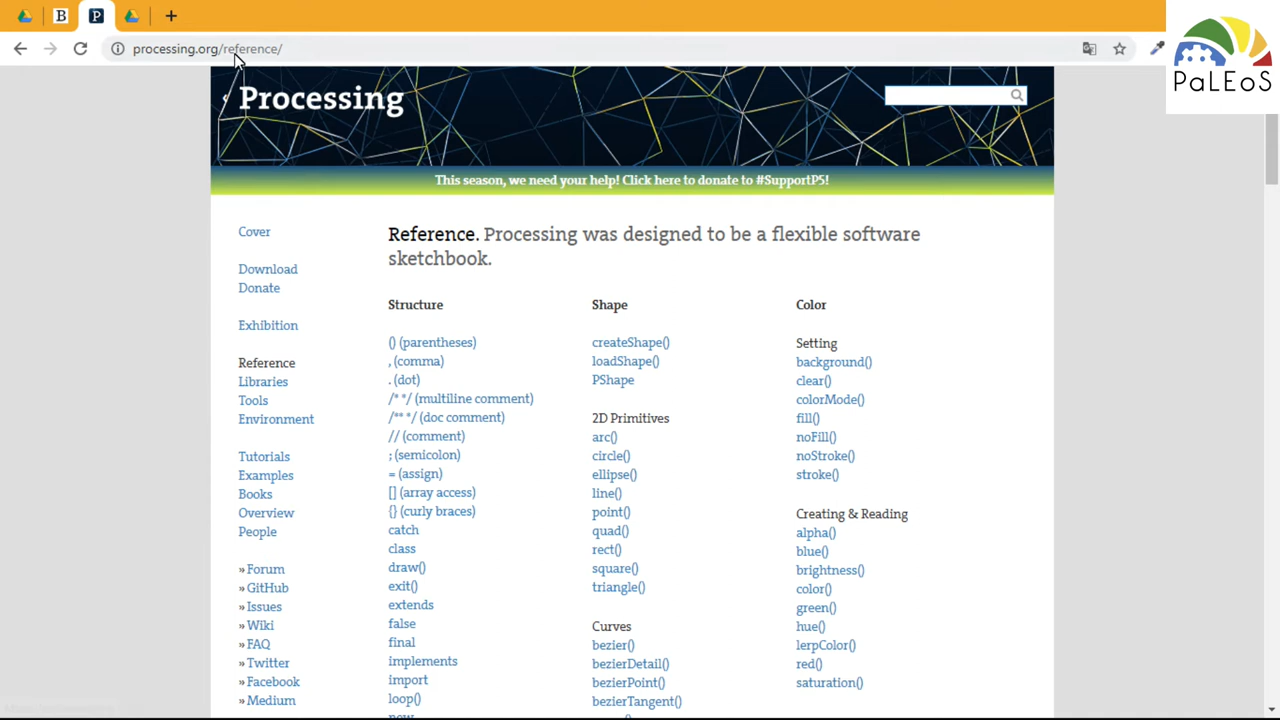 B
P
processing.org/reference/
PaLEoS
Processing
This season, we need your help! Click here to donate to #SupportP5!
Cover
Download
Donate
Exhibition
Reference
Libraries
Tools
Environment
Tutorials
Examples
Books
Overview
People
» Forum
» GitHub
» Issues
» Wiki
» FAQ
» Twitter
» Facebook
» Medium
Reference. Processing was designed to be a flexible software
sketchbook.
Structure
() (parentheses)
, (comma)
. (dot)
/* */ (multiline comment)
/** */ (doc comment)
// (comment)
; (semicolon)
= (assign)
[] (array access)
{} (curly braces)
catch
class
draw()
exit()
extends
false
final
implements
import
loop()
new
Shape
createShape()
loadShape()
PShape
2D Primitives
arc()
circle()
ellipse()
line()
point()
quad()
rect()
square()
triangle()
Curves
bezier()
bezierDetail()
bezierPoint()
bezierTangent()
Color
Setting
background()
clear()
colorMode()
fill()
noFill()
noStroke()
stroke()
Creating & Reading
alpha()
blue()
brightness()
color()
green()
hue()
lerpColor()
red()
saturation()